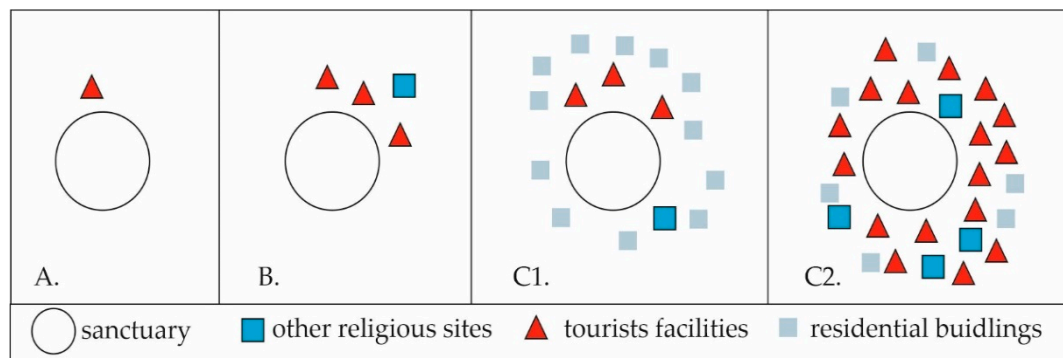 A.
B.
C1.
C2.
sanctuary
other religious sites
tourists facilities
residential buidlings